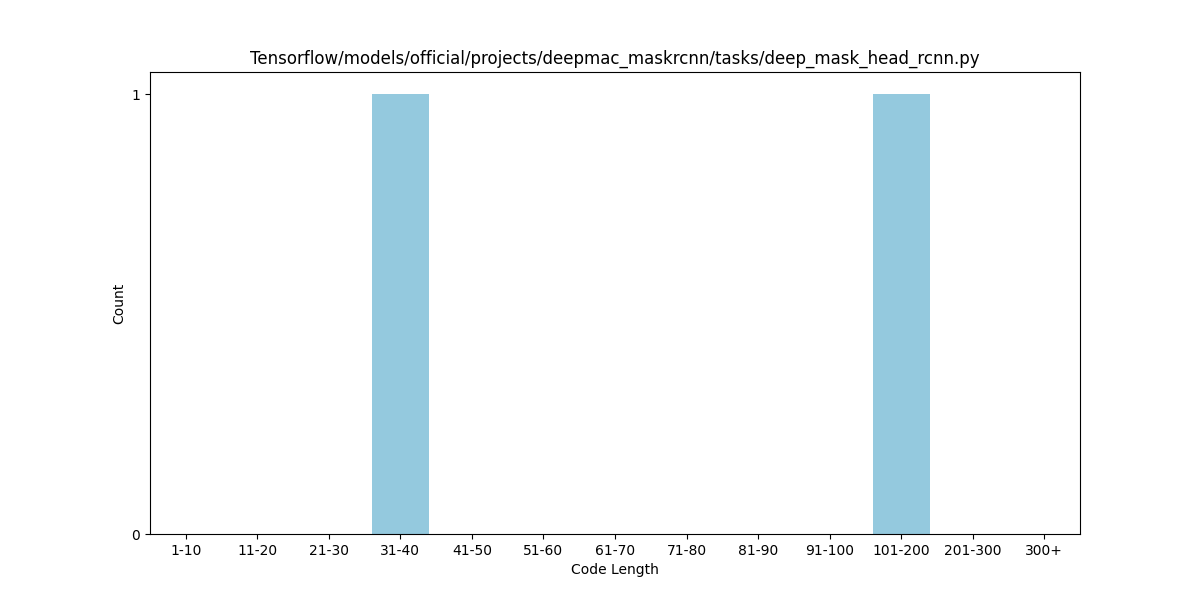 Tensorflow/models/official/projects/deepmac_maskrcnn/tasks/deep_mask_head_rcnn.py
1
Count
0
1-10 11-20 21-30 31-40 41-50 51-60 61-70 71-80 81-90 91-100 101-200 201-300 300+
Code Length